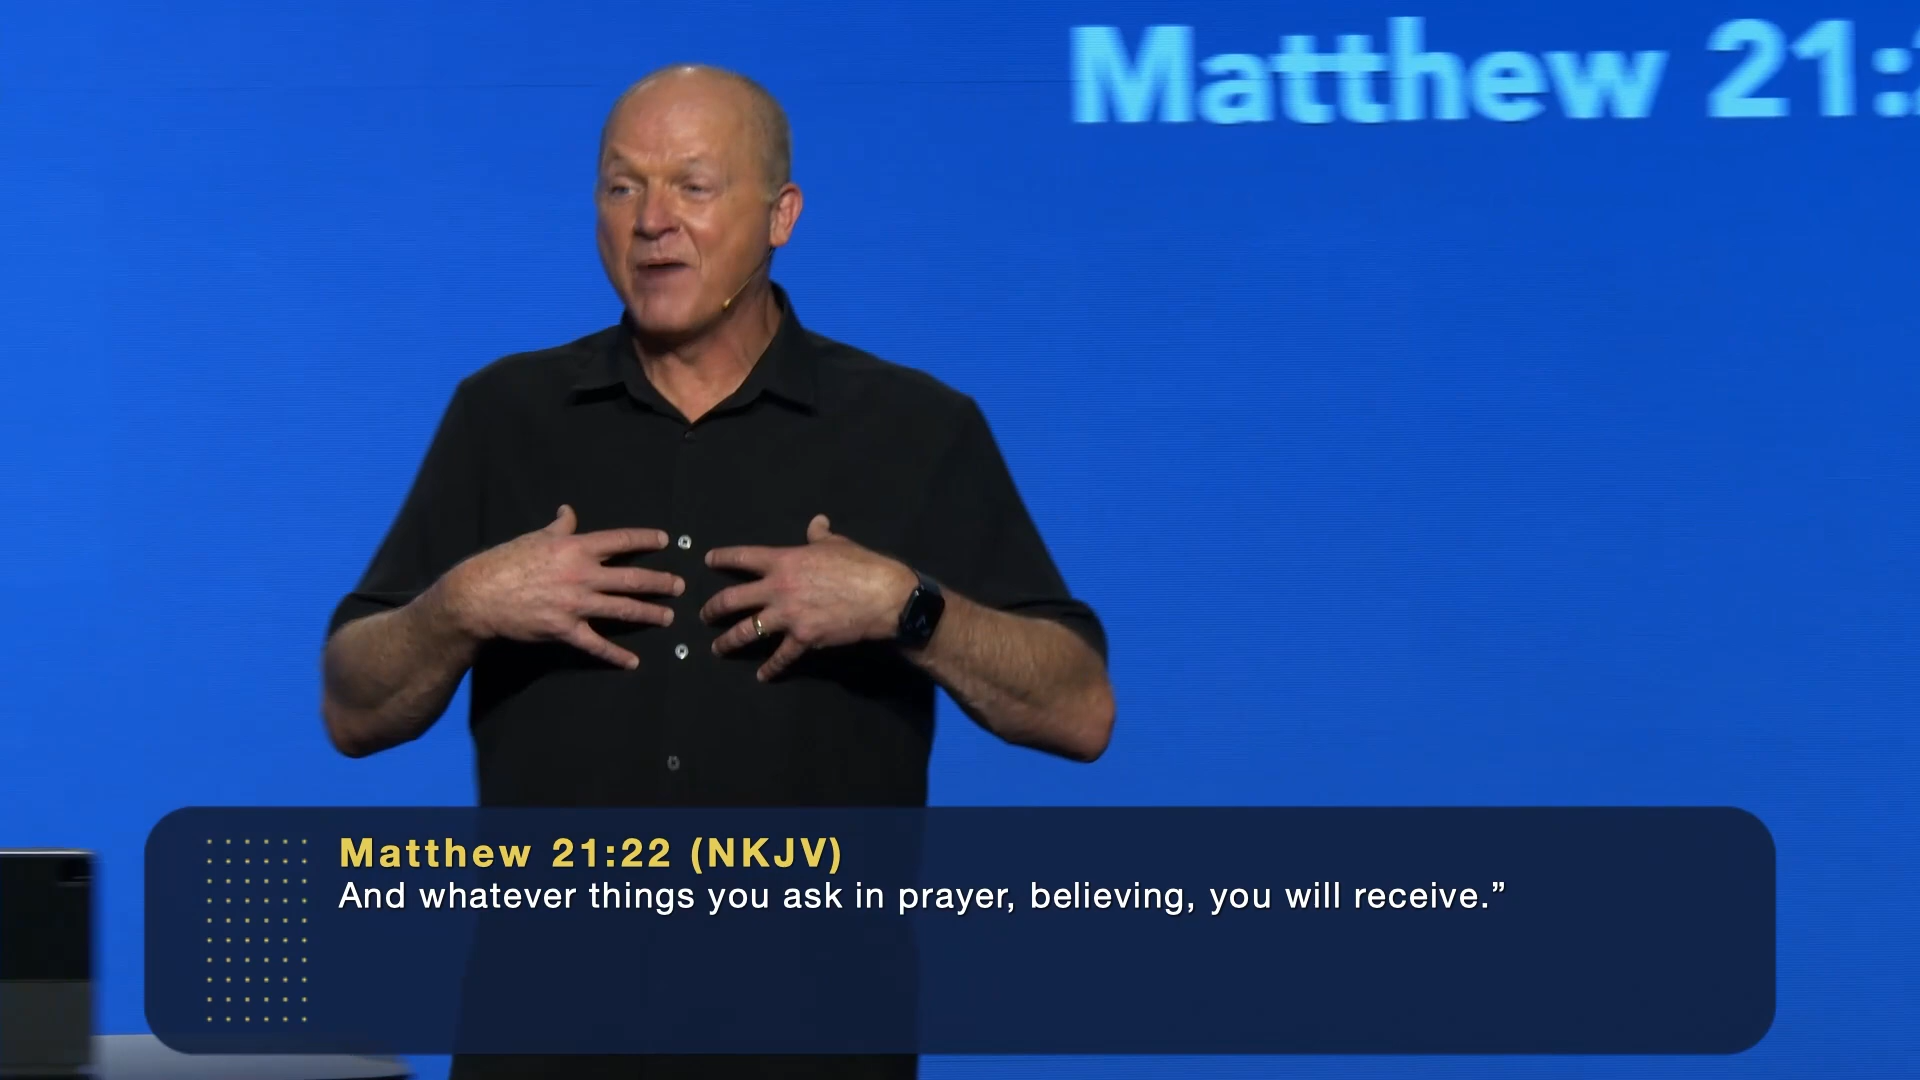 Matthew 21:
Matthew 21:22 (NKJV)
And whatever things you ask in prayer, believing, you will receive.”